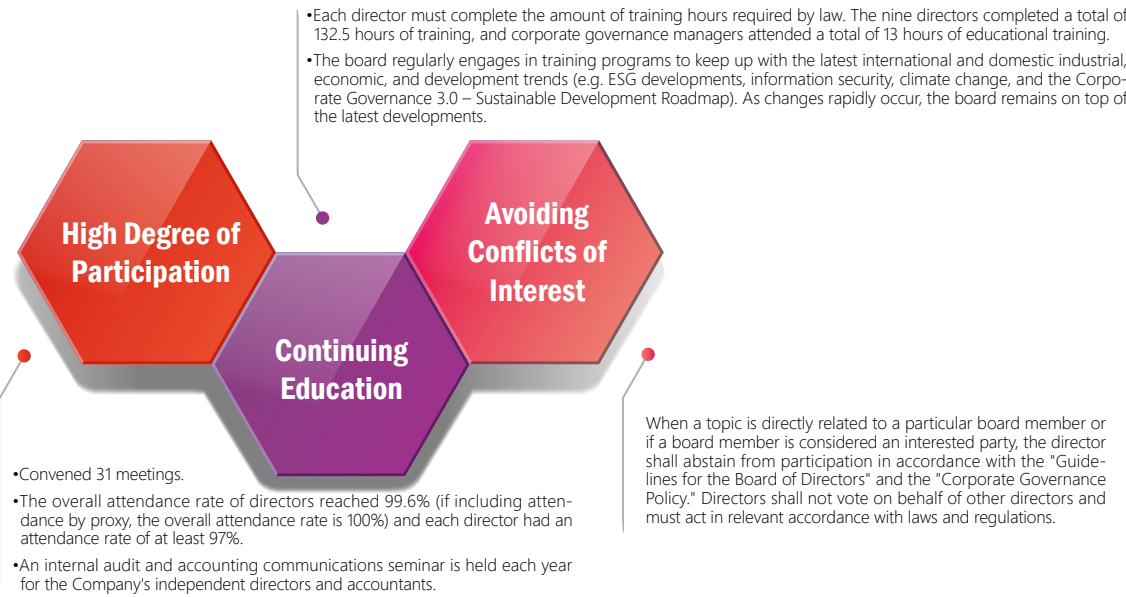 •Each director must complete the amount of training hours required by law. The nine directors completed a total of
132.5 hours of training, and corporate governance managers attended a total of 13 hours of educational training.
•The board regularly engages in training programs to keep up with the latest international and domestic industrial,
economic, and development trends (e.g. ESG developments, information security, climate change, and the Corpo-
rate Governance 3.0 – Sustainable Development Roadmap). As changes rapidly occur, the board remains on top of
the latest developments.
High Degree of
Participation
Avoiding
Conflicts of
Interest
Continuing
Education
•Convened 31 meetings.
•The overall attendance rate of directors reached 99.6% (if including atten-
dance by proxy, the overall attendance rate is 100%) and each director had an
attendance rate of at least 97%.
•An internal audit and accounting communications seminar is held each year
for the Company's independent directors and accountants.
When a topic is directly related to a particular board member or
if a board member is considered an interested party, the director
shall abstain from participation in accordance with the "Guide-
lines for the Board of Directors" and the "Corporate Governance
Policy." Directors shall not vote on behalf of other directors and
must act in relevant accordance with laws and regulations.